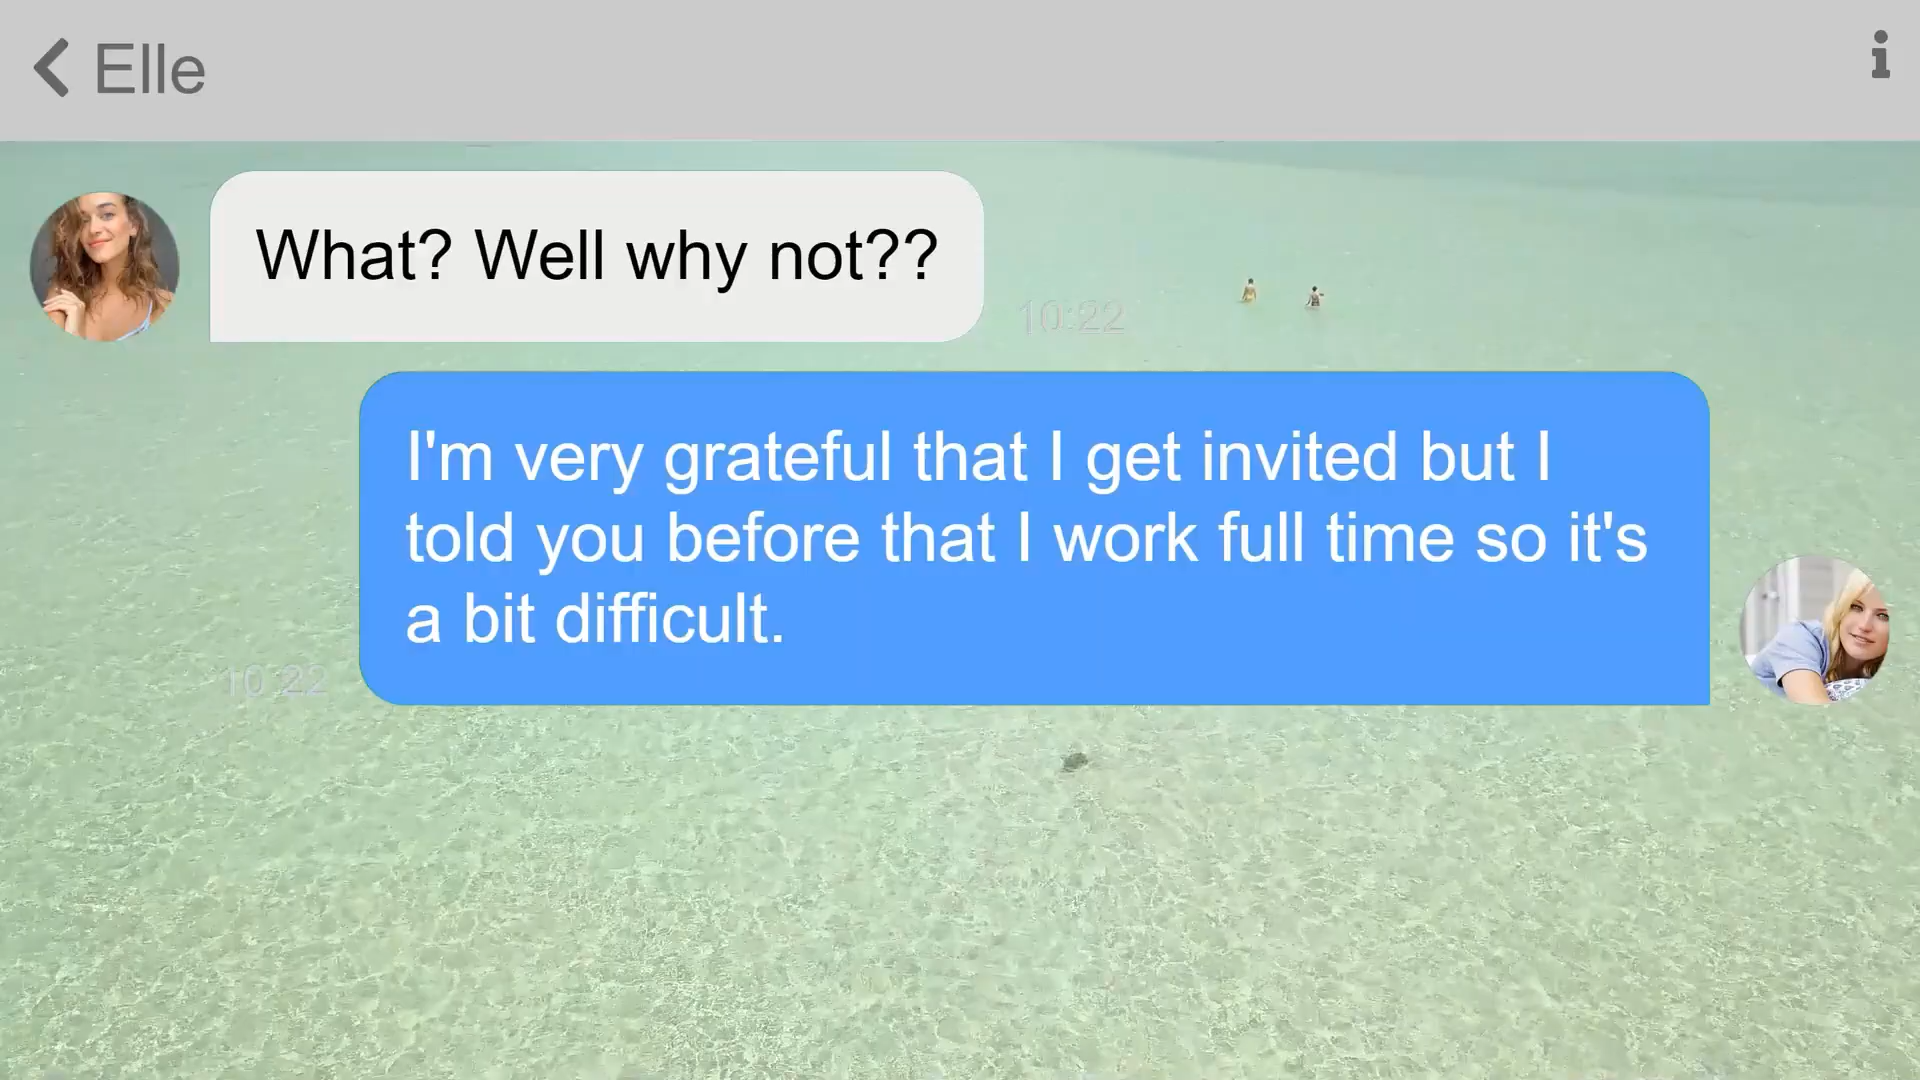 Elle
What? Well why not??
10:22
I'm very grateful that I get invited but I
told you before that I work full time so it's
a bit difficult.
10:22